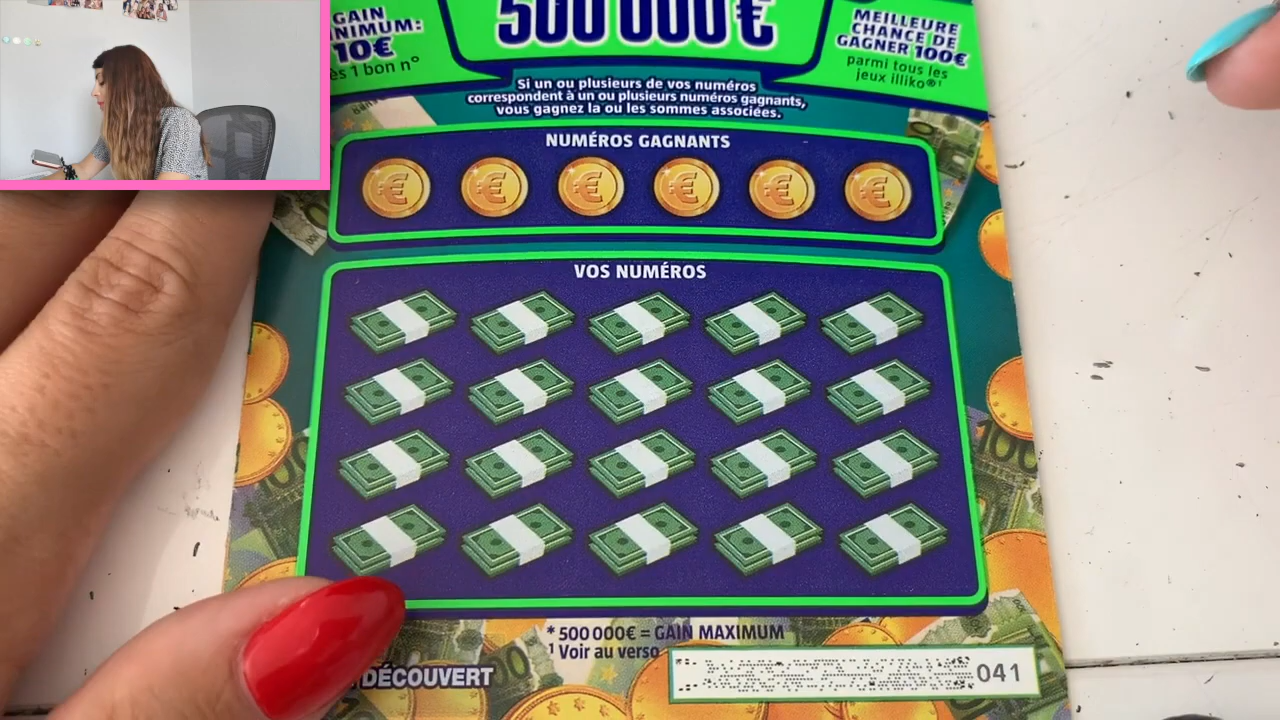 500 000 €
GAIN
10€
1 bon n°
MEILLEURE
CHANCE DE
GAGNER 100€
parmi tous les
jeux illiko®¹
Si un ou plusieurs de vos numéros
correspondent à un ou plusieurs numéros gagnants,
vous gagnez la ou les sommes associées.
NUMÉROS GAGNANTS
VOS NUMÉROS
* 500 000€ = GAIN MAXIMUM
¹ Voir au verso
DÉCOUVERT
041